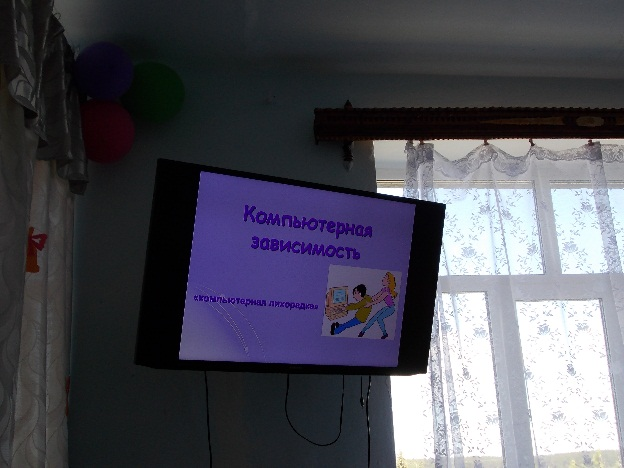 Компьютерная
зависимость
«компьютерная лихорадка»